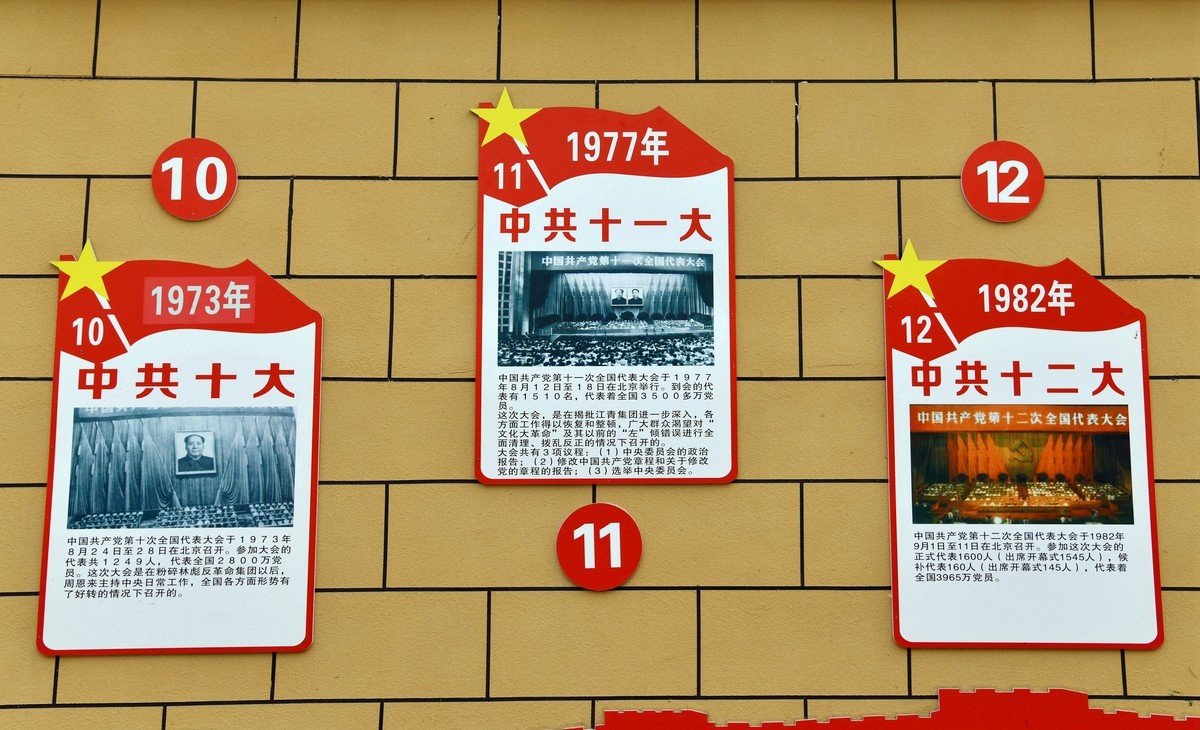 10
1973年
10
中共十大
中国共产党第十次全国代表大会于1973年
8月24日至28日在北京召开。参加大会的
代表共1249人，代表全国2800万党
员。这次大会是在粉碎林彪反革命集团以后，
周恩来主持中央日常工作，全国各方面形势有
了好转的情况下召开的。
1977年
11
中共十一大
中国共产党第十一次全国代表大会
中国共产党第十一次全国代表大会于1977
年8月12日至18日在北京举行。到会的代
表有1510名，代表着全国3500多万党
员。
这次大会，是在揭批江青集团进一步深入，各
方面工作得以恢复和整顿，广大群众渴望对“
文化大革命”及其以前的“左”倾错误进行全
面清理、拨乱反正的情况下召开的。
大会共有3项议程；（1）中央委员会的政治
报告；（2）修改中国共产党章程和关于修改
党的章程的报告；（3）选举中央委员会。
11
12
1982年
12
中共十二大
中国共产党第十二次全国代表大会
中国共产党第十二次全国代表大会于1982年
9月1日至11日在北京召开。参加这次大会的
正式代表1600人（出席开幕式1545人），候
补代表160人（出席开幕式145人），代表着
全国3965万党员。